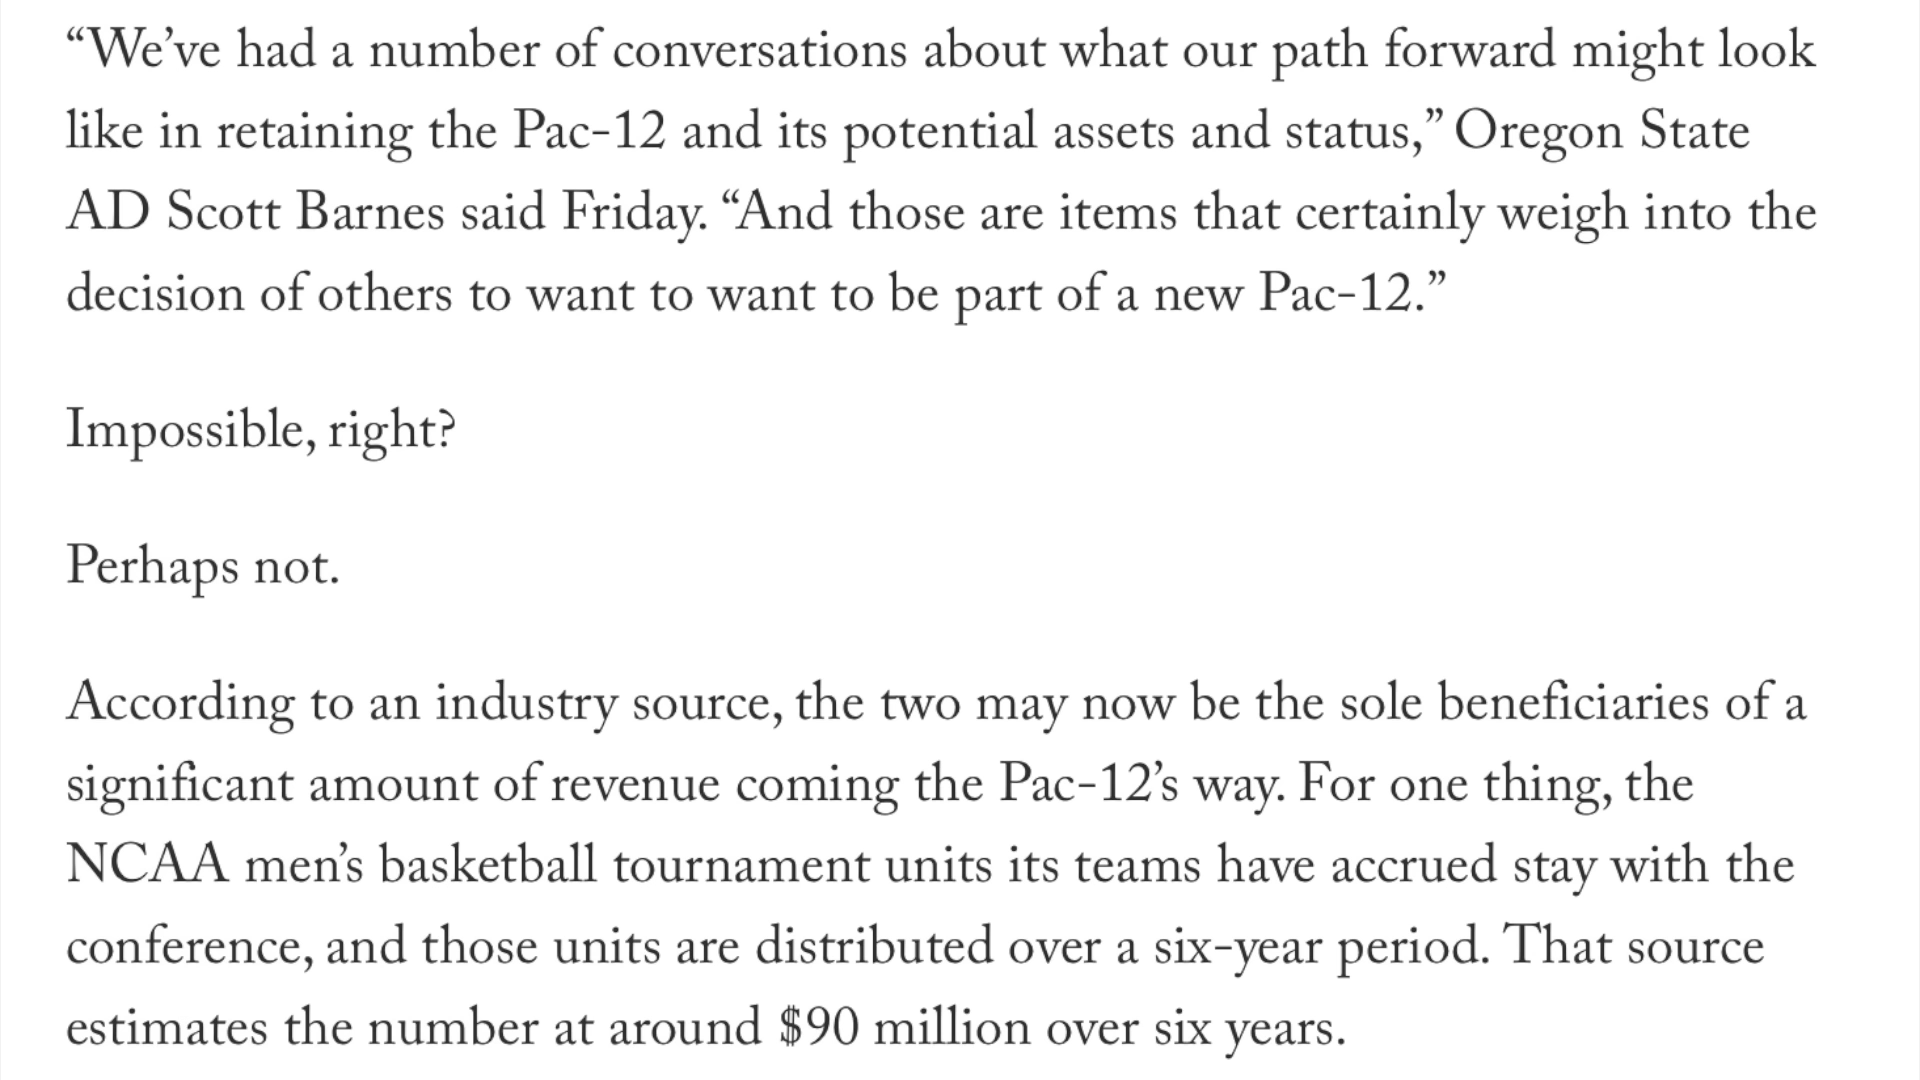 “We’ve had a number of conversations about what our path forward might look
like in retaining the Pac-12 and its potential assets and status,” Oregon State
AD Scott Barnes said Friday. “And those are items that certainly weigh into the
decision of others to want to want to be part of a new Pac-12.”
Impossible, right?
Perhaps not.
According to an industry source, the two may now be the sole beneficiaries of a
significant amount of revenue coming the Pac-12’s way. For one thing, the
NCAA men’s basketball tournament units its teams have accrued stay with the
conference, and those units are distributed over a six-year period. That source
estimates the number at around $90 million over six years.